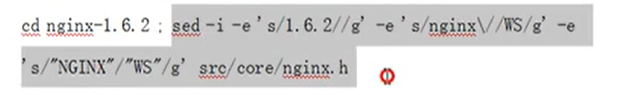 cd nginx-1.6.2 ; sed -i -e 's/1.6.2//g' -e 's/nginx\//WS/g' -e
's/"NGINX"/"WS"/g' src/core/nginx.h